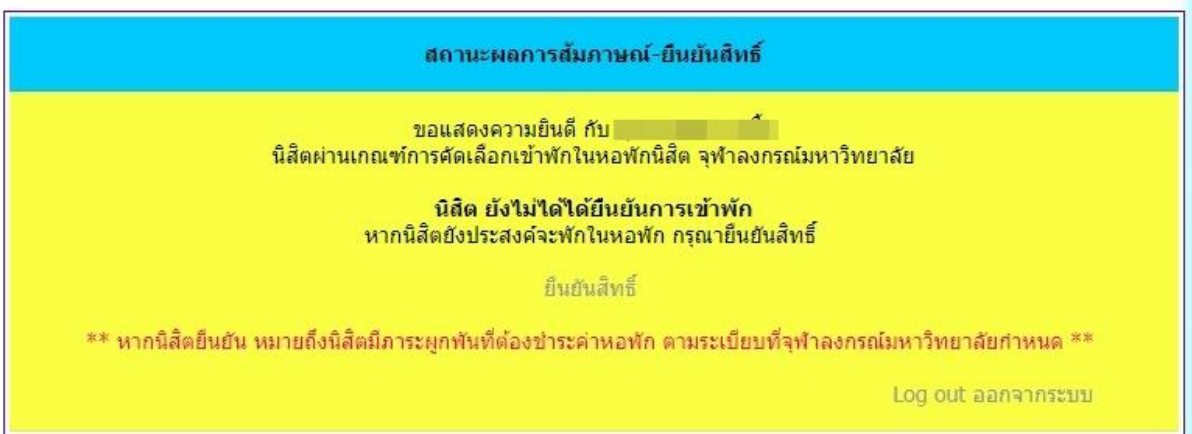 สถานะผลการสัมภาษณ์-ยืนยันสิทธิ์
ขอแสดงความยินดี กับ
นิสิตผ่านเกณฑ์การคัดเลือกเข้าพักในหอพักนิสิต จุฬาลงกรณ์มหาวิทยาลัย
นิสิต ยังไม่ได้ได้ยืนยันการเข้าพัก
หากนิสิตยังประสงค์จะพักในหอพัก กรุณายืนยันสิทธิ์
ยืนยันสิทธิ์
** หากนิสิตยืนยัน หมายถึงนิสิตมีภาระผูกพันที่ต้องชำระค่าหอพัก ตามระเบียบที่จุฬาลงกรณ์มหาวิทยาลัยกำหนด **
Log out ออกจากระบบ